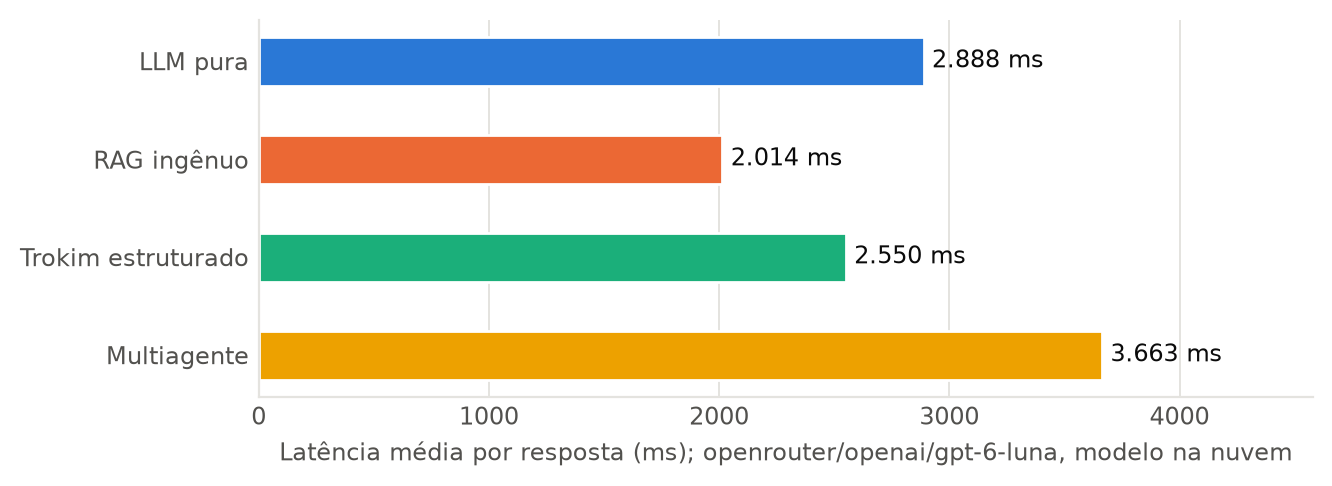 LLM pura
2.888 ms
RAG ingênuo
2.014 ms
Trokim estruturado
2.550 ms
Multiagente
3.663 ms
0 1000 2000 3000 4000
Latência média por resposta (ms); openrouter/openai/gpt-6-luna, modelo na nuvem